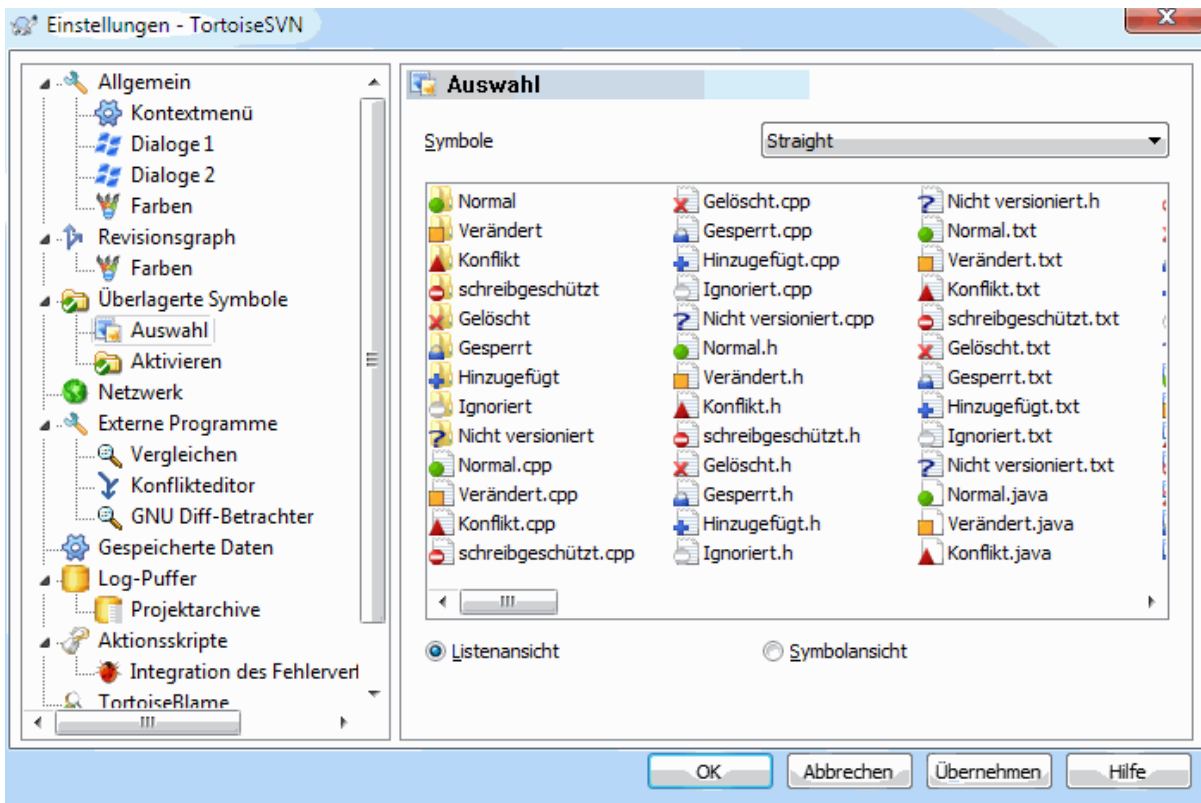 Einstellungen - TortoiseSVN
Allgemein
Kontextmenü
Dialoge 1
Dialoge 2
Farben
Revisionsgraph
Farben
Überlagerte Symbole
Auswahl
Aktivieren
Netzwerk
Externe Programme
Vergleichen
Konflikteditor
GNU Diff-Betrachter
Gespeicherte Daten
Log-Puffer
Projektarchive
Aktionsskripte
Integration des Fehlervert
TortoiseBlame
Auswahl
Symbole
Straight
Normal
Verändert
Konflikt
schreibgeschützt
Gelöscht
Gesperrt
Hinzugefügt
Ignoriert
Nicht versioniert
Normal.cpp
Verändert.cpp
Konflikt.cpp
schreibgeschützt.cpp
Gelöscht.cpp
Gesperrt.cpp
Hinzugefügt.cpp
Ignoriert.cpp
Nicht versioniert.cpp
Normal.h
Verändert.h
Konflikt.h
schreibgeschützt.h
Gelöscht.h
Gesperrt.h
Hinzugefügt.h
Ignoriert.h
Nicht versioniert.h
Normal.txt
Verändert.txt
Konflikt.txt
schreibgeschützt.txt
Gelöscht.txt
Gesperrt.txt
Hinzugefügt.txt
Ignoriert.txt
Nicht versioniert.txt
Normal.java
Verändert.java
Konflikt.java
Listenansicht
Symbolansicht
OK
Abbrechen
Übernehmen
Hilfe